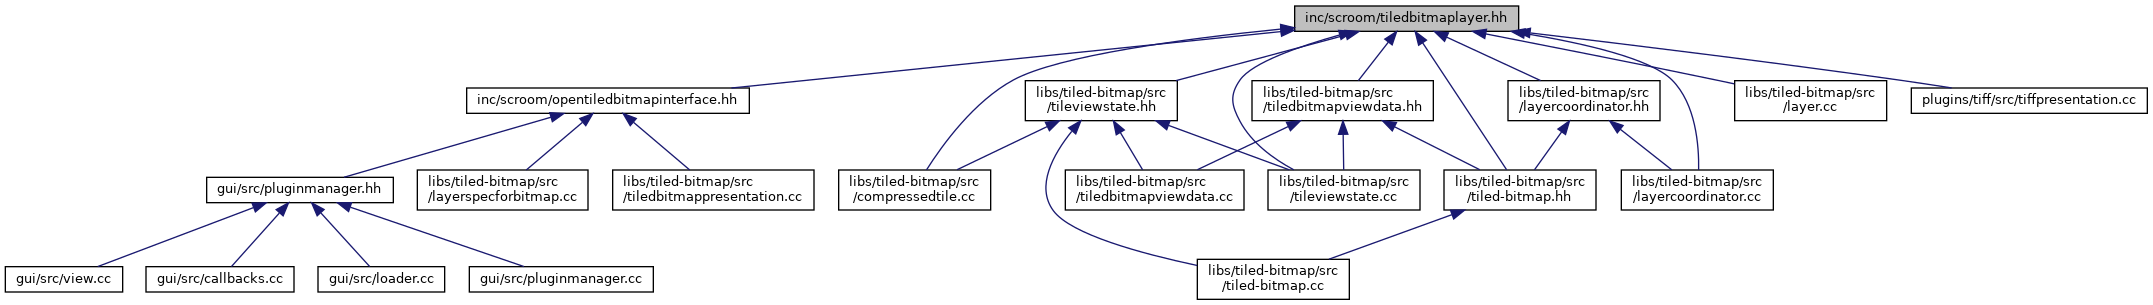 inc/scroom/tiledbitmaplayer.hh
inc/scroom/opentiledbitmapinterface.hh
libs/tiled-bitmap/src
/tileviewstate.hh
libs/tiled-bitmap/src
/tiledbitmapviewdata.hh
libs/tiled-bitmap/src
/layercoordinator.hh
libs/tiled-bitmap/src
/layer.cc
plugins/tiff/src/tiffpresentation.cc
gui/src/pluginmanager.hh
libs/tiled-bitmap/src
/layerspecforbitmap.cc
libs/tiled-bitmap/src
/tiledbitmappresentation.cc
libs/tiled-bitmap/src
/compressedtile.cc
libs/tiled-bitmap/src
/tiledbitmapviewdata.cc
libs/tiled-bitmap/src
/tileviewstate.cc
libs/tiled-bitmap/src
/tiled-bitmap.hh
libs/tiled-bitmap/src
/layercoordinator.cc
gui/src/view.cc
gui/src/callbacks.cc
gui/src/loader.cc
gui/src/pluginmanager.cc
libs/tiled-bitmap/src
/tiled-bitmap.cc